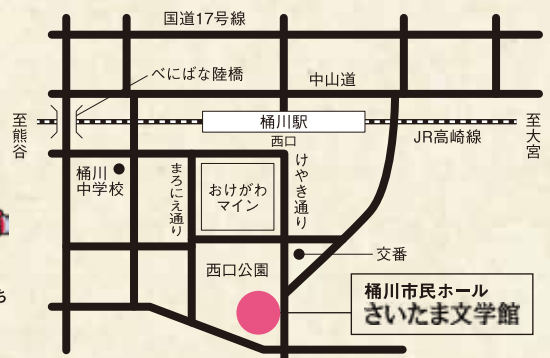 国道17号線
べにばな陸橋
中山道
至熊谷
桶川駅
至大宮
西口
JR高崎線
桶川
中学校
まろにえ通り
おけがわ
マイン
けやき通り
交番
西口公園
桶川市民ホール
さいたま文学館
ち